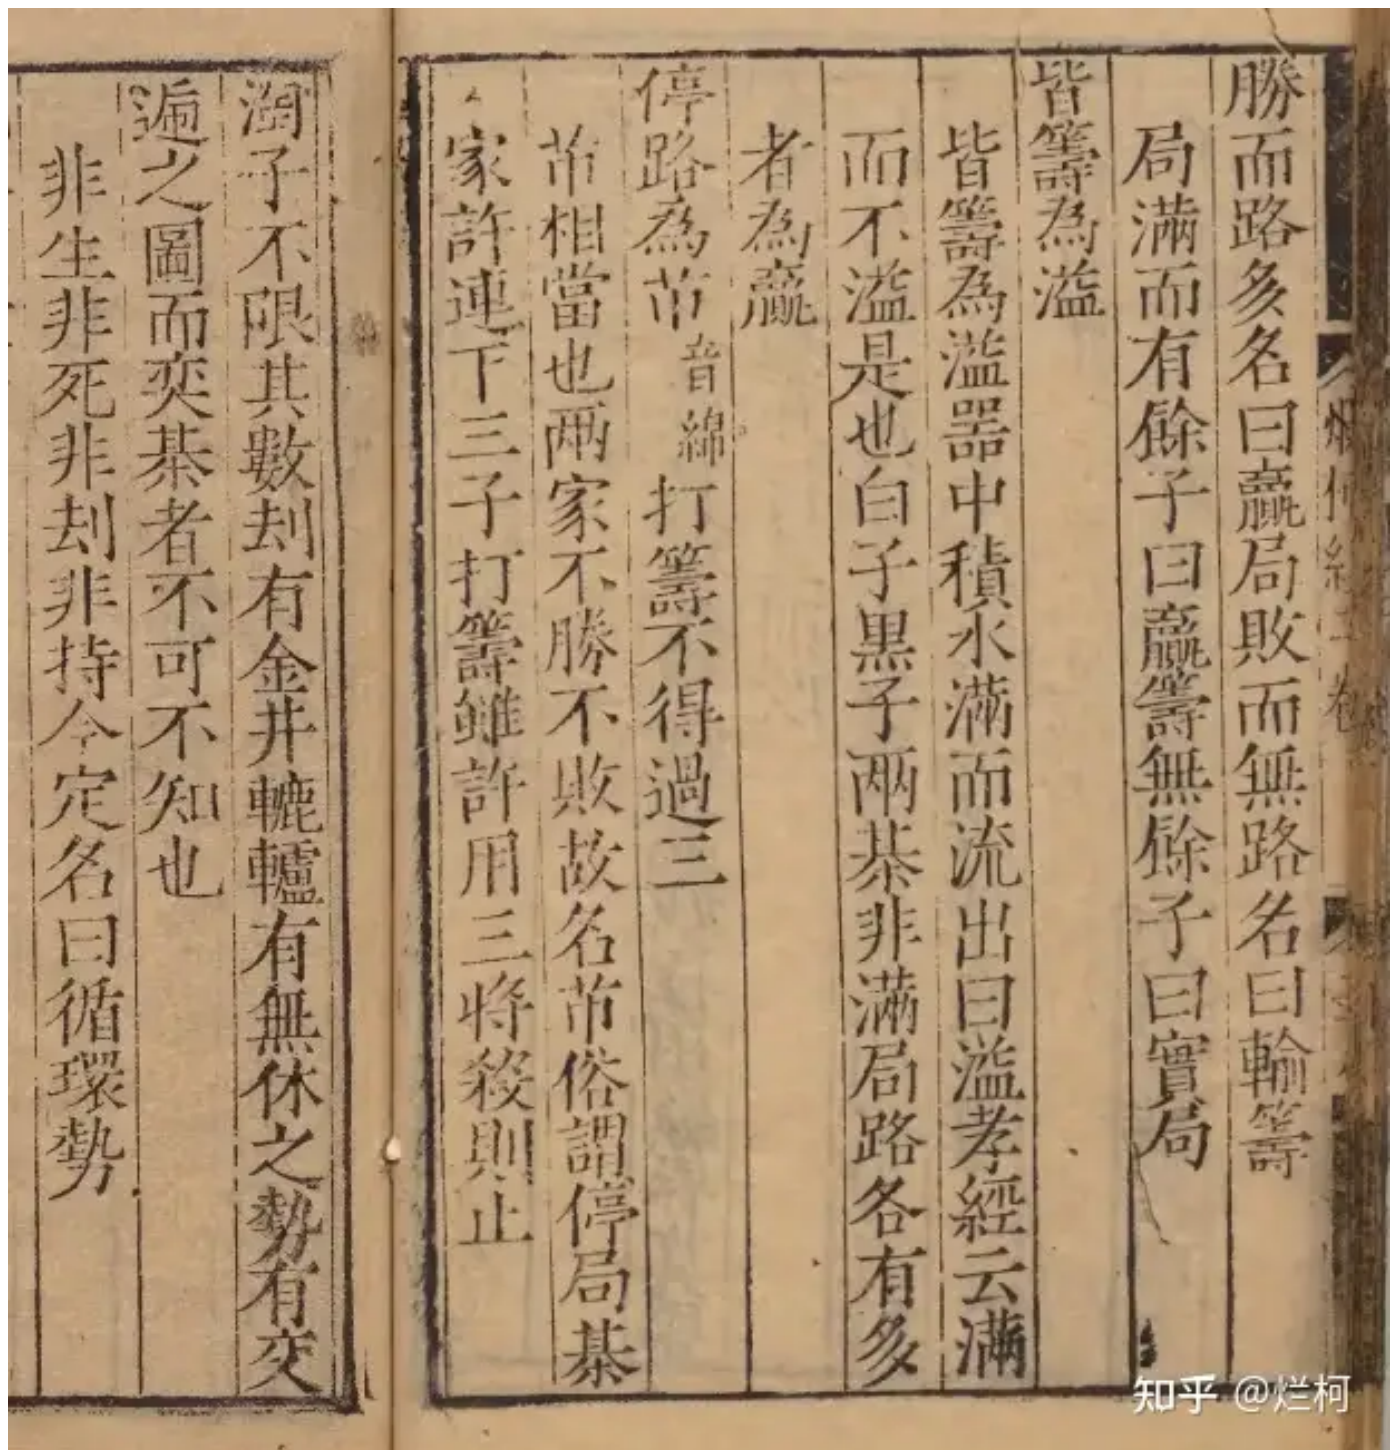 勝而路多名曰贏局敗而無路名曰輸籌
局滿而有餘子曰贏籌無餘子曰實局
皆籌為溢
皆籌為溢器中積水滿而流出曰溢孝經云滿
而不溢是也白子黒子兩棊非滿局路各有多
者為贏
停路為芇音綿打籌不得過三
芇相當也兩家不勝不敗故名芇俗謂停局棊
家許連下三子打籌雖許用三將殺則止
濶子不限其數刦有金井轆轤有無休之勢有交
遍之圖而奕棊者不可不知也
非生非死非刦非持今定名曰循環勢
知乎 @烂柯